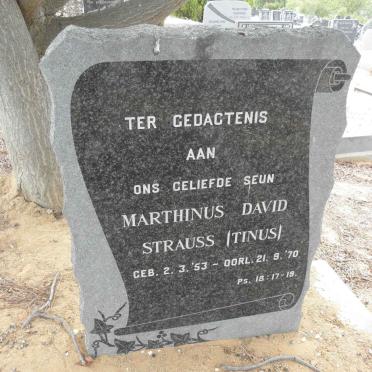 TER GEDAGTENIS
AAN
ONS GELIEFDE SEUN
MARTHINUS DAVID
STRAUSS (TINUS)
GEB. 2. 3. '53 - OORL. 21. 8. '70
Ps. 18:17-19.